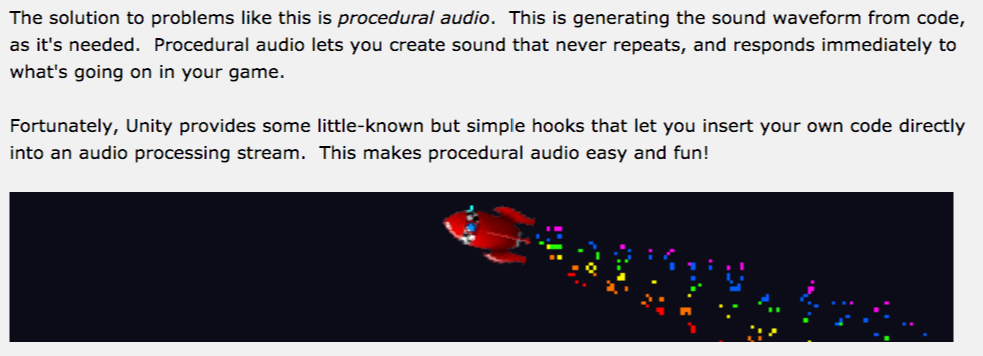 The solution to problems like this is procedural audio.  This is generating the sound waveform from code,
as it's needed.  Procedural audio lets you create sound that never repeats, and responds immediately to
what's going on in your game.
Fortunately, Unity provides some little-known but simple hooks that let you insert your own code directly
into an audio processing stream.  This makes procedural audio easy and fun!